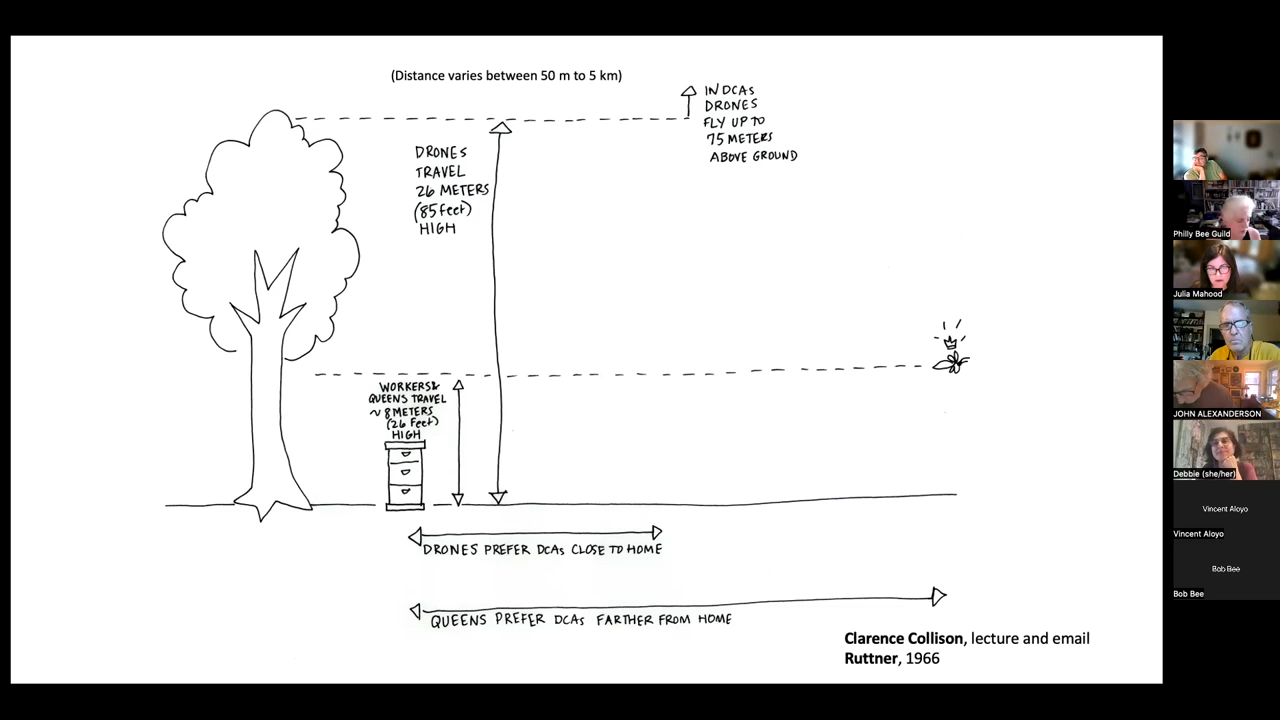 (Distance varies between 50 m to 5 km)
IN DCAs
DRONES
FLY UP TO
75 METERS
ABOVE GROUND
DRONES
TRAVEL
26 METERS
(85 feet)
HIGH
WORKERS &
QUEENS TRAVEL
~ 8 METERS
(26 Feet)
HIGH
DRONES PREFER DCAs CLOSE TO HOME
QUEENS PREFER DCAs FARTHER FROM HOME
Clarence Collison, lecture and email
Ruttner, 1966
Philly Bee Guild
Julia Mahood
JOHN ALEXANDERSON
Debbie (she/her)
Vincent Aloyo
Vincent Aloyo
Bob Bee
Bob Bee